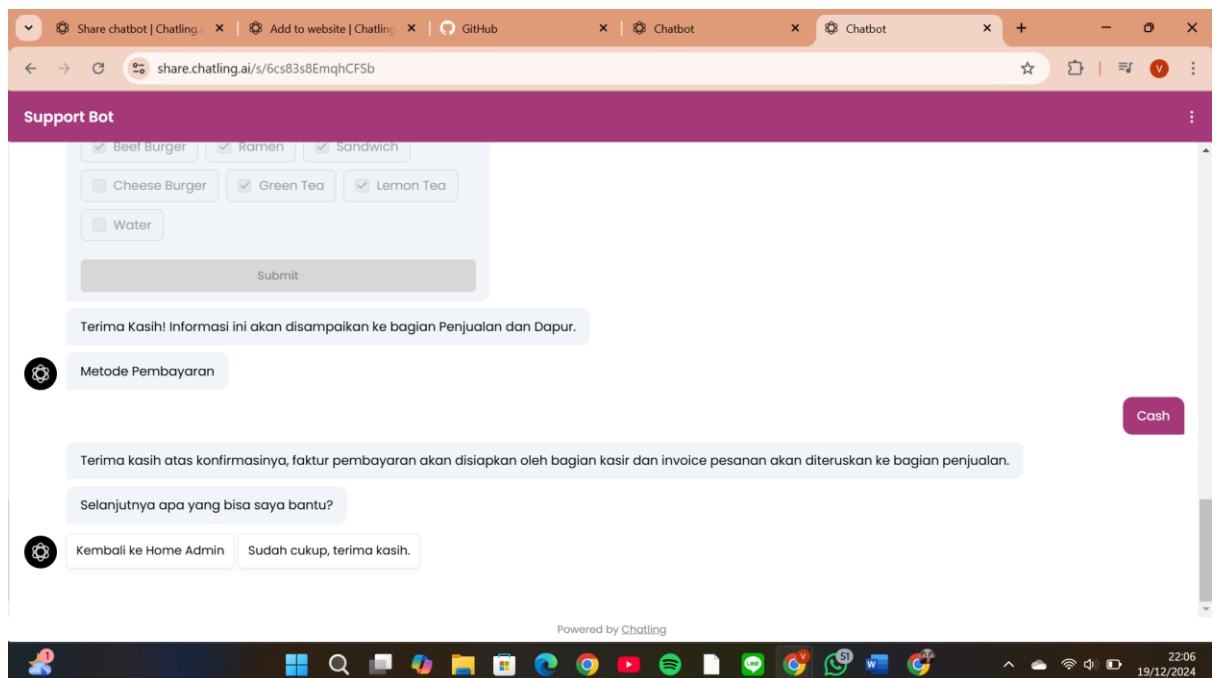 Share chatbot | Chatling.
Add to website | Chatling
GitHub
Chatbot
Chatbot
share.chatling.ai/s/6cs83s8EmqhCFSb
V
Support Bot
Beef Burger
Ramen
Sandwich
Cheese Burger
Green Tea
Lemon Tea
Water
Submit
Terima Kasih! Informasi ini akan disampaikan ke bagian Penjualan dan Dapur.
Metode Pembayaran
Cash
Terima kasih atas konfirmasinya, faktur pembayaran akan disiapkan oleh bagian kasir dan invoice pesanan akan diteruskan ke bagian penjualan.
Selanjutnya apa yang bisa saya bantu?
Kembali ke Home Admin
Sudah cukup, terima kasih.
Powered by Chatling
1
LINE
V
51
W
22:06
19/12/2024